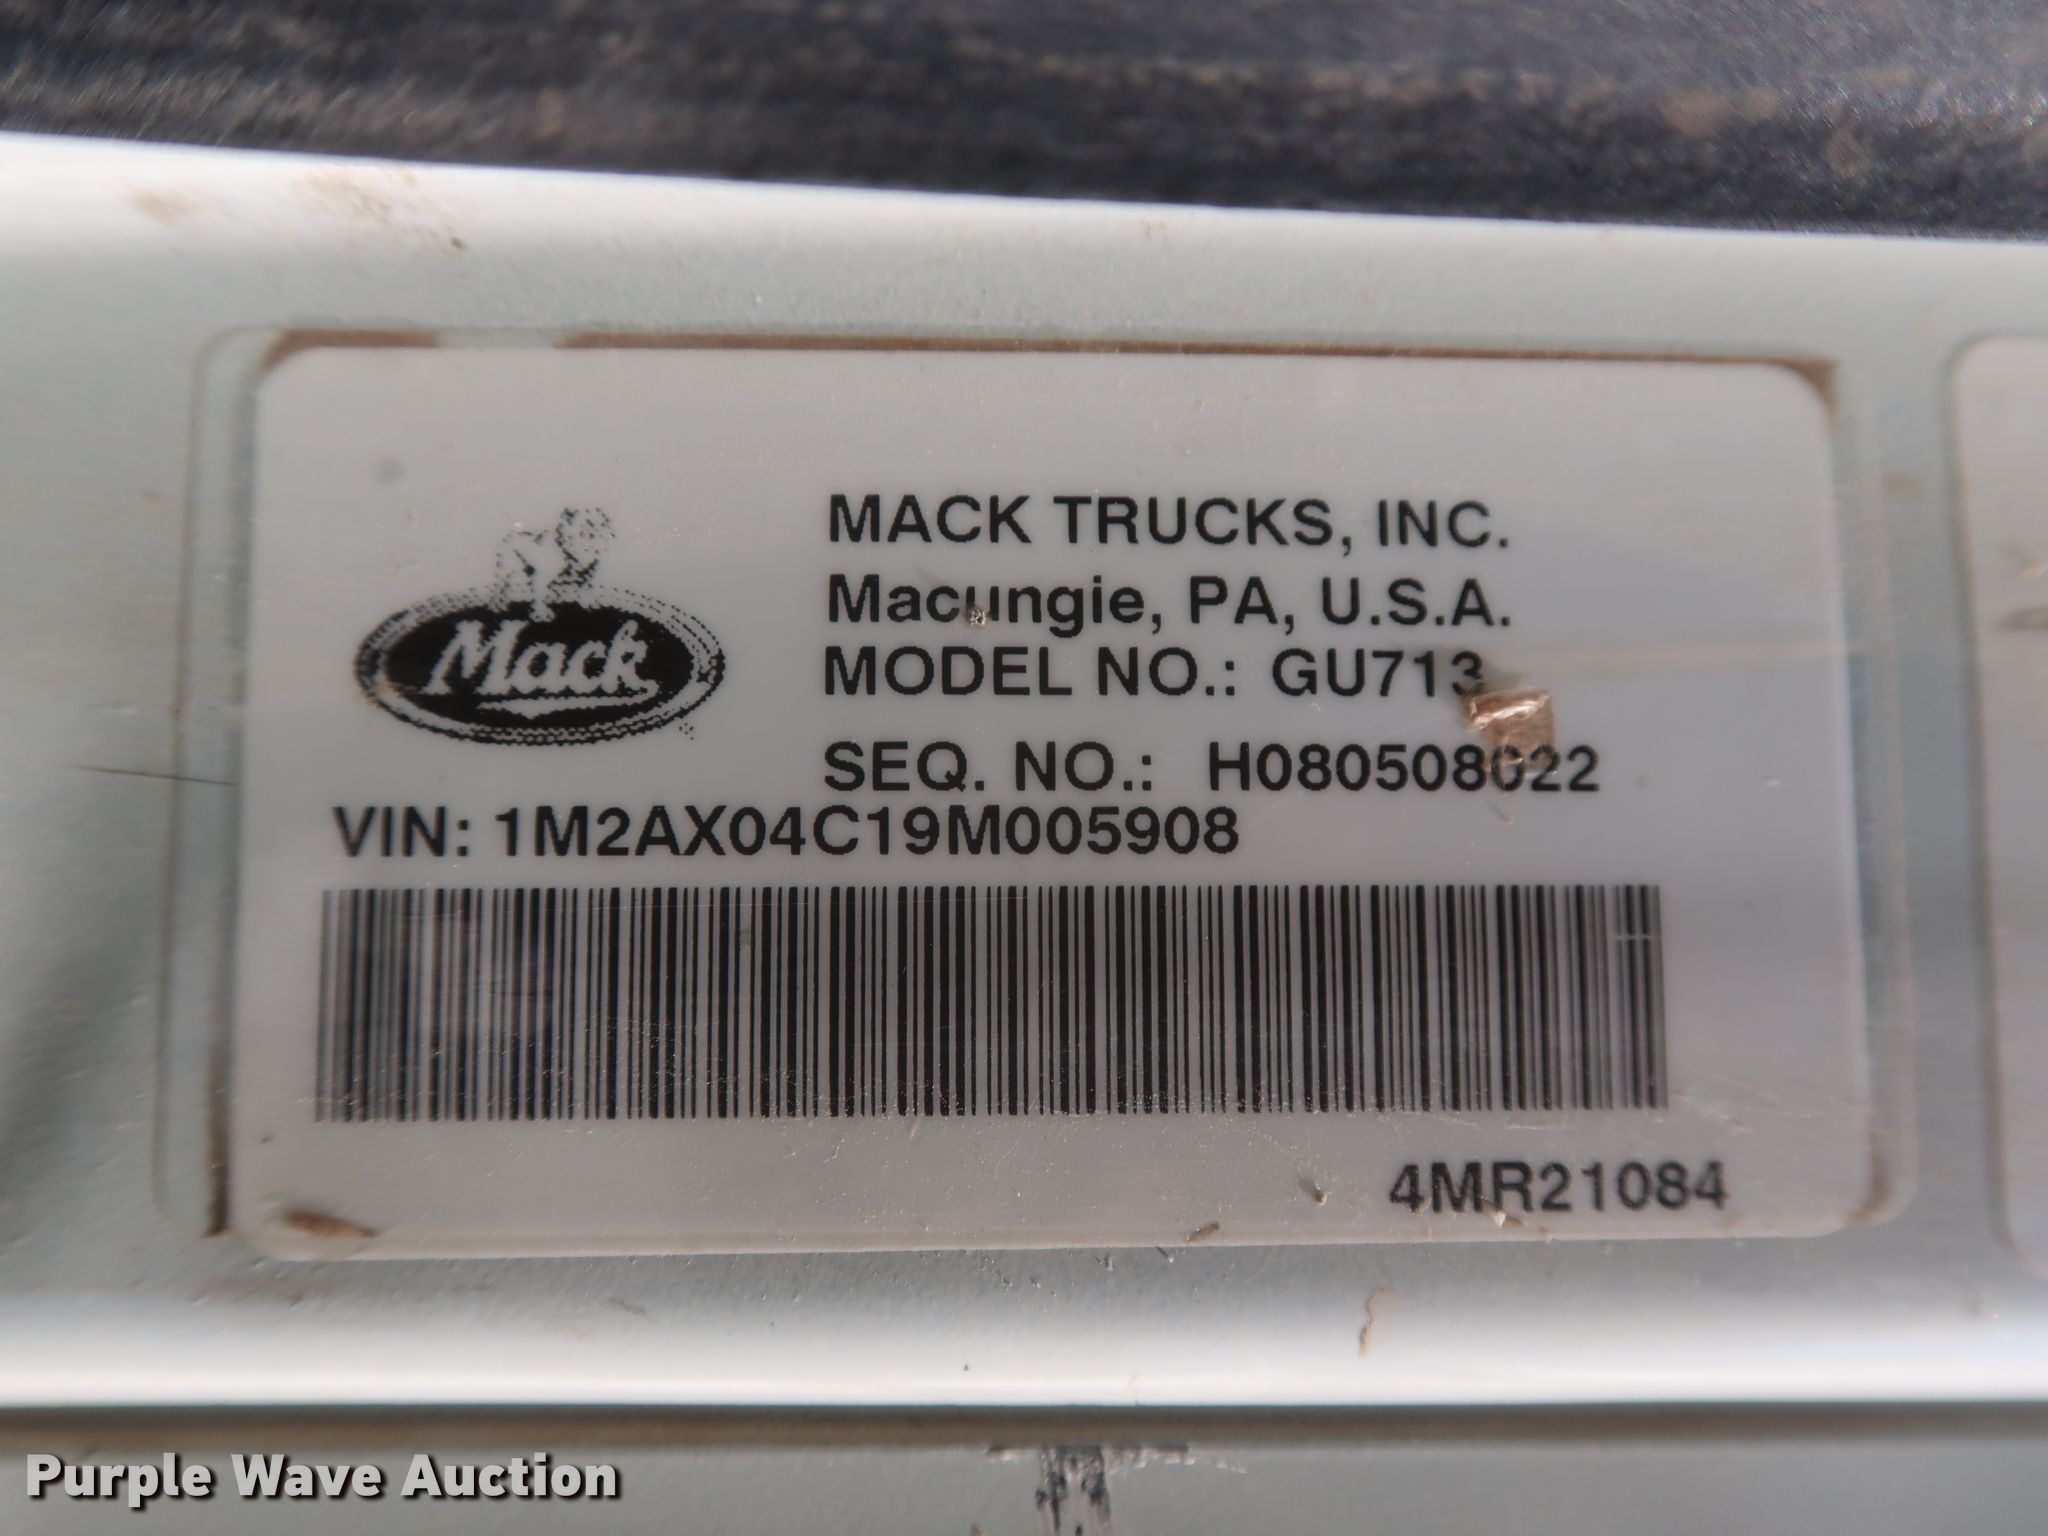 MACK TRUCKS, INC.
Macungie, PA, U.S.A.
Mack
MODEL NO.: GU713
SEQ. NO.: H080508022
VIN: 1M2AX04C19M005908
4MR21084
Purple Wave Auction